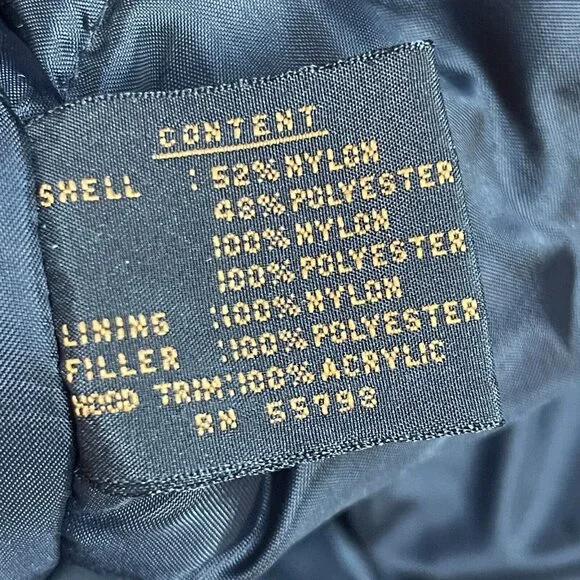 CONTENT
SHELL : 52% NYLON
48% POLYESTER
100% NYLON
100% POLYESTER
LINING :100% NYLON
FILLER :100% POLYESTER
HOOD TRIM:100% ACRYLIC
RN 55798